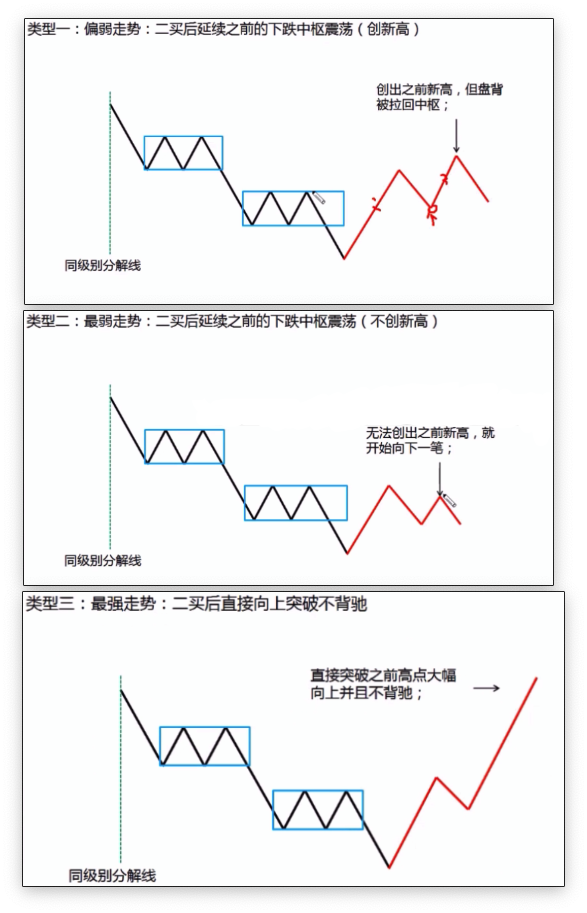 类型一：偏弱走势：二买后延续之前的下跌中枢震荡（创新高）
创出之前新高，但盘背
被拉回中枢；
同级别分解线
类型二：最弱走势：二买后延续之前的下跌中枢震荡（不创新高）
无法创出之前新高，就
开始向下一笔；
同级别分解线
类型三：最强走势：二买后直接向上突破不背驰
直接突破之前高点大幅
向上并且不背驰；
同级别分解线